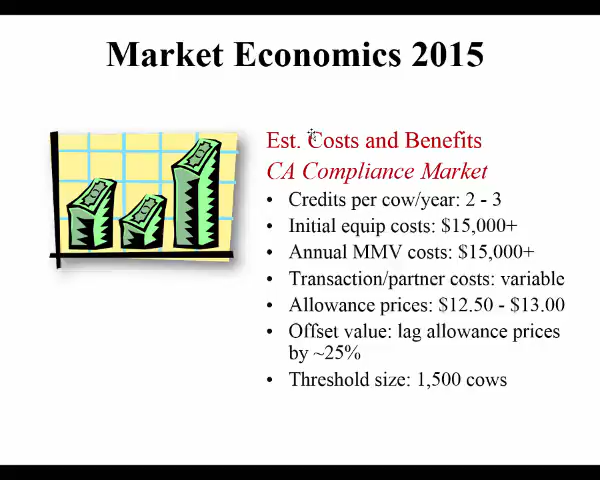 Market Economics 2015
Est. Costs and Benefits
CA Compliance Market
• Credits per cow/year: 2 - 3
• Initial equip costs: $15,000+
• Annual MMV costs: $15,000+
• Transaction/partner costs: variable
• Allowance prices: $12.50 - $13.00
• Offset value: lag allowance prices
by ~25%
• Threshold size: 1,500 cows